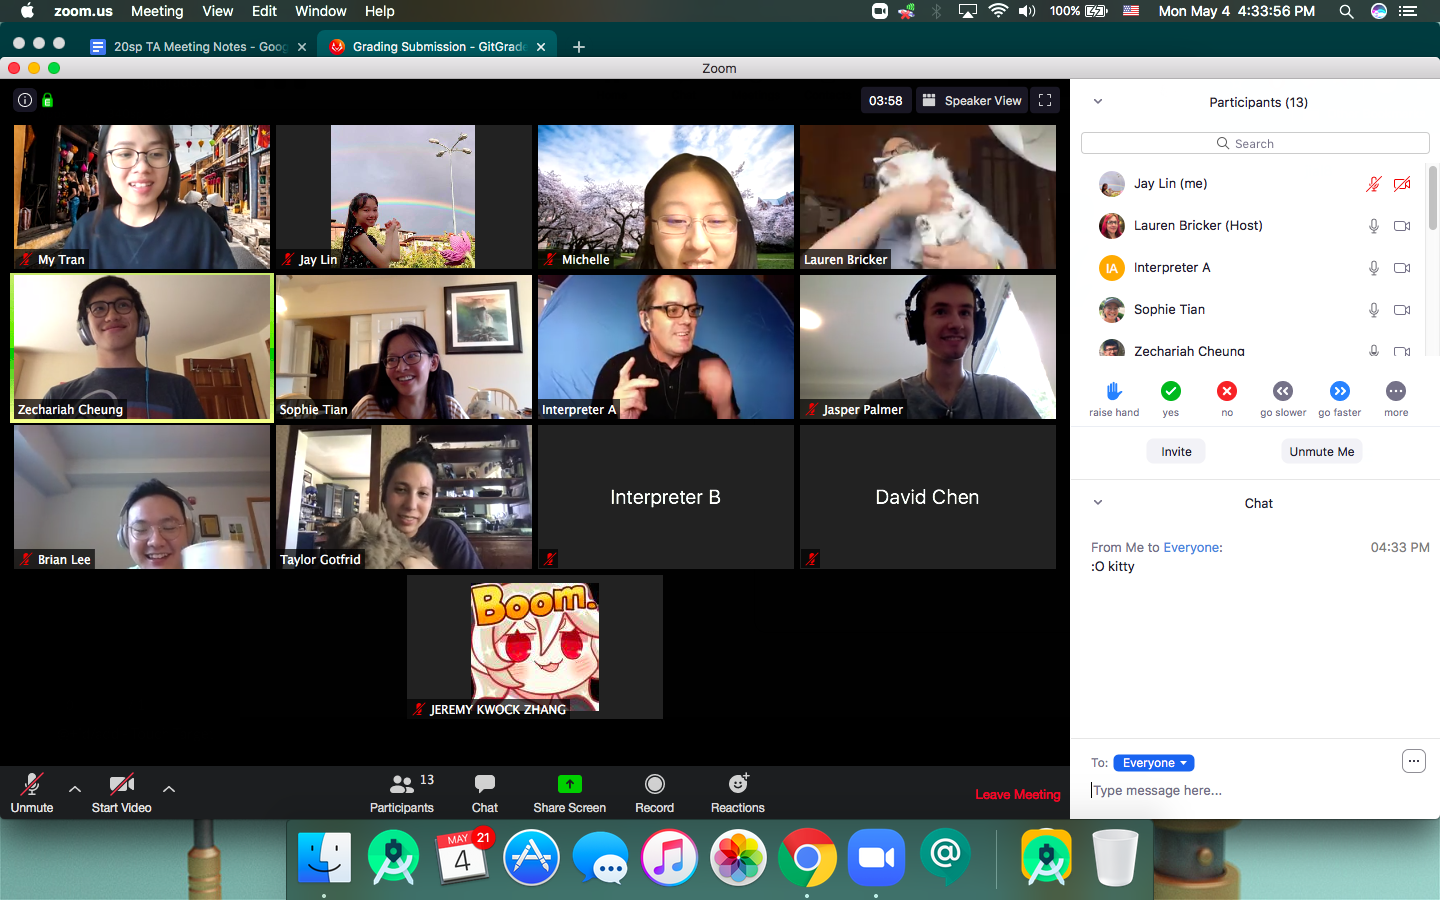 zoom.us Meeting View Edit Window Help 100% Mon May 4 4:33:56 PM
20sp TA Meeting Notes - Goog
Grading Submission - GitGrade
Zoom
03:58 Speaker View
My Tran
Jay Lin
Michelle
Lauren Bricker
Zechariah Cheung
Sophie Tian
Interpreter A
Jasper Palmer
Brian Lee
Taylor Gotfrid
Interpreter B
David Chen
Boom.
JEREMY KWOCK ZHANG
Unmute
Start Video
13
Participants
Chat
Share Screen
Record
Reactions
Leave Meeting
Participants (13)
Search
Jay Lin (me)
Lauren Bricker (Host)
IA Interpreter A
Sophie Tian
Zechariah Cheung
raise hand yes no go slower go faster more
Invite Unmute Me
Chat
From Me to Everyone: 04:33 PM
:O kitty
To: Everyone
Type message here...
MAY
4
21
@